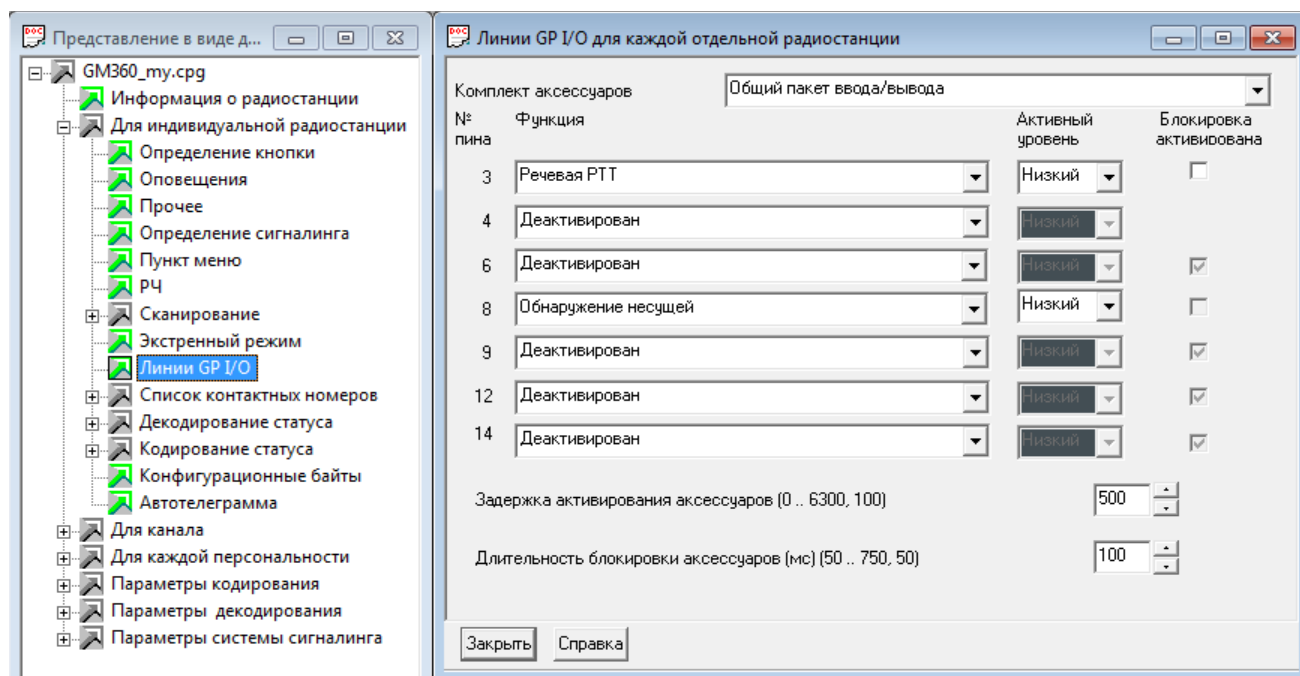 Представление в виде д...
GM360_my.cpg
Информация о радиостанции
Для индивидуальной радиостанции
Определение кнопки
Оповещения
Прочее
Определение сигналинга
Пункт меню
РЧ
Сканирование
Экстренный режим
Линии GP I/O
Список контактных номеров
Декодирование статуса
Кодирование статуса
Конфигурационные байты
Автотелеграмма
Для канала
Для каждой персональности
Параметры кодирования
Параметры декодирования
Параметры системы сигналинга
Линии GP I/O для каждой отдельной радиостанции
Комплект аксессуаров Общий пакет ввода/вывода
№ пина Функция Активный уровень Блокировка активирована
3 Речевая РТТ Низкий
4 Деактивирован Низкий
6 Деактивирован Низкий
8 Обнаружение несущей Низкий
9 Деактивирован Низкий
12 Деактивирован Низкий
14 Деактивирован Низкий
Задержка активирования аксессуаров (0 .. 6300, 100) 500
Длительность блокировки аксессуаров (мс) (50 .. 750, 50) 100
Закрыть Справка